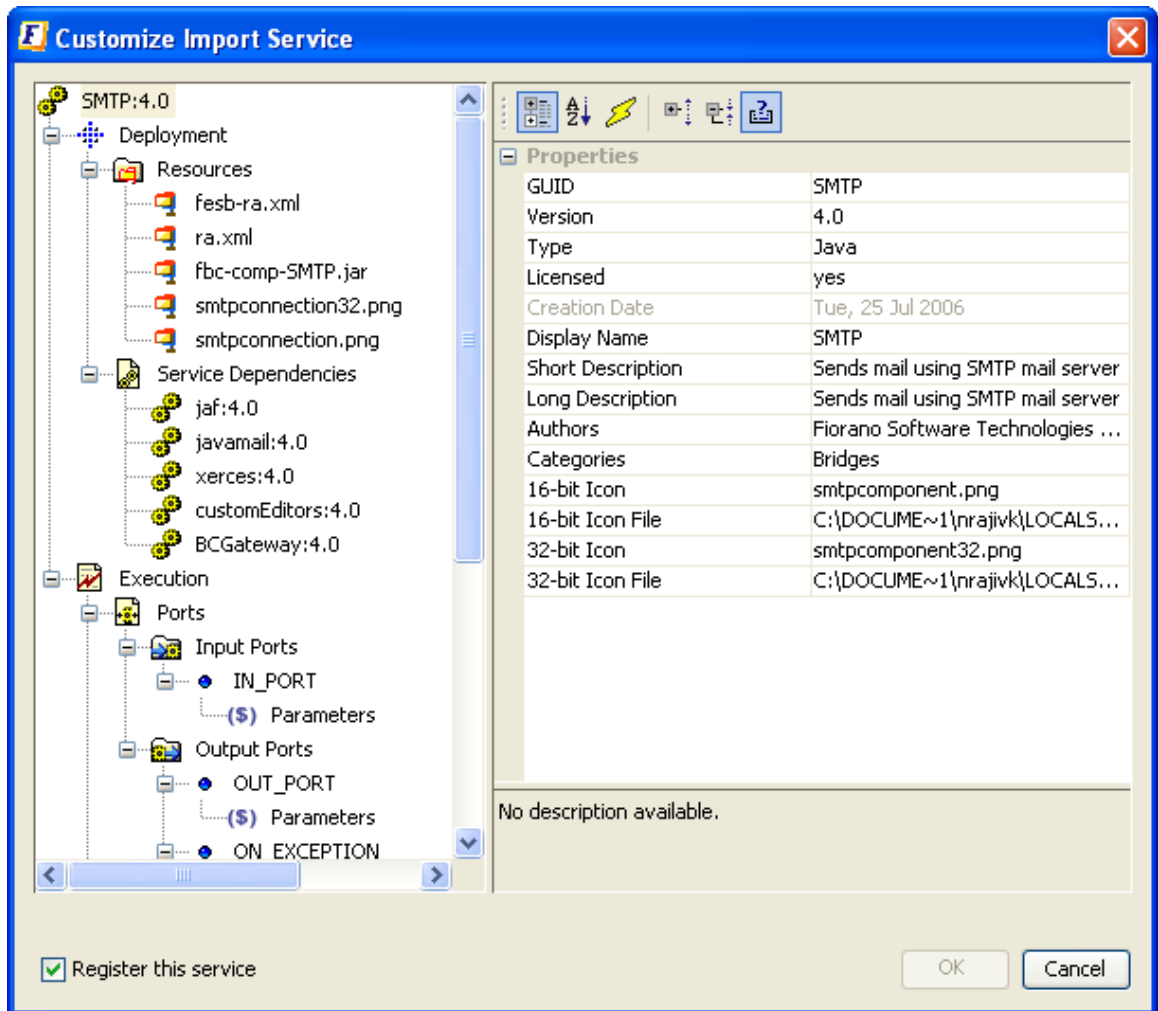 Customize Import Service
SMTP:4.0
Deployment
Resources
fesb-ra.xml
ra.xml
fbc-comp-SMTP.jar
smtpconnection32.png
smtpconnection.png
Service Dependencies
jaf:4.0
javamail:4.0
xerces:4.0
customEditors:4.0
BCGateway:4.0
Execution
Ports
Input Ports
IN_PORT
($) Parameters
Output Ports
OUT_PORT
($) Parameters
ON_EXCEPTION
Properties
GUID SMTP
Version 4.0
Type Java
Licensed yes
Creation Date Tue, 25 Jul 2006
Display Name SMTP
Short Description Sends mail using SMTP mail server
Long Description Sends mail using SMTP mail server
Authors Fiorano Software Technologies ...
Categories Bridges
16-bit Icon smtpcomponent.png
16-bit Icon File C:\DOCUME~1\nrajivk\LOCALS...
32-bit Icon smtpcomponent32.png
32-bit Icon File C:\DOCUME~1\nrajivk\LOCALS...
No description available.
Register this service
OK
Cancel